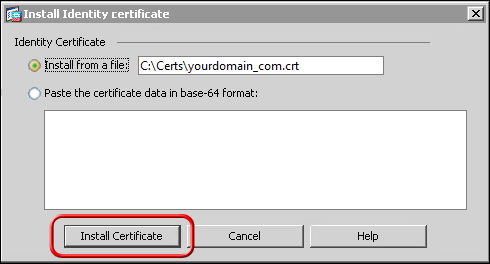 Install Identity certificate
Identity Certificate
Install from a file: C:\Certs\yourdomain_com.crt
Paste the certificate data in base-64 format:
Install Certificate Cancel Help